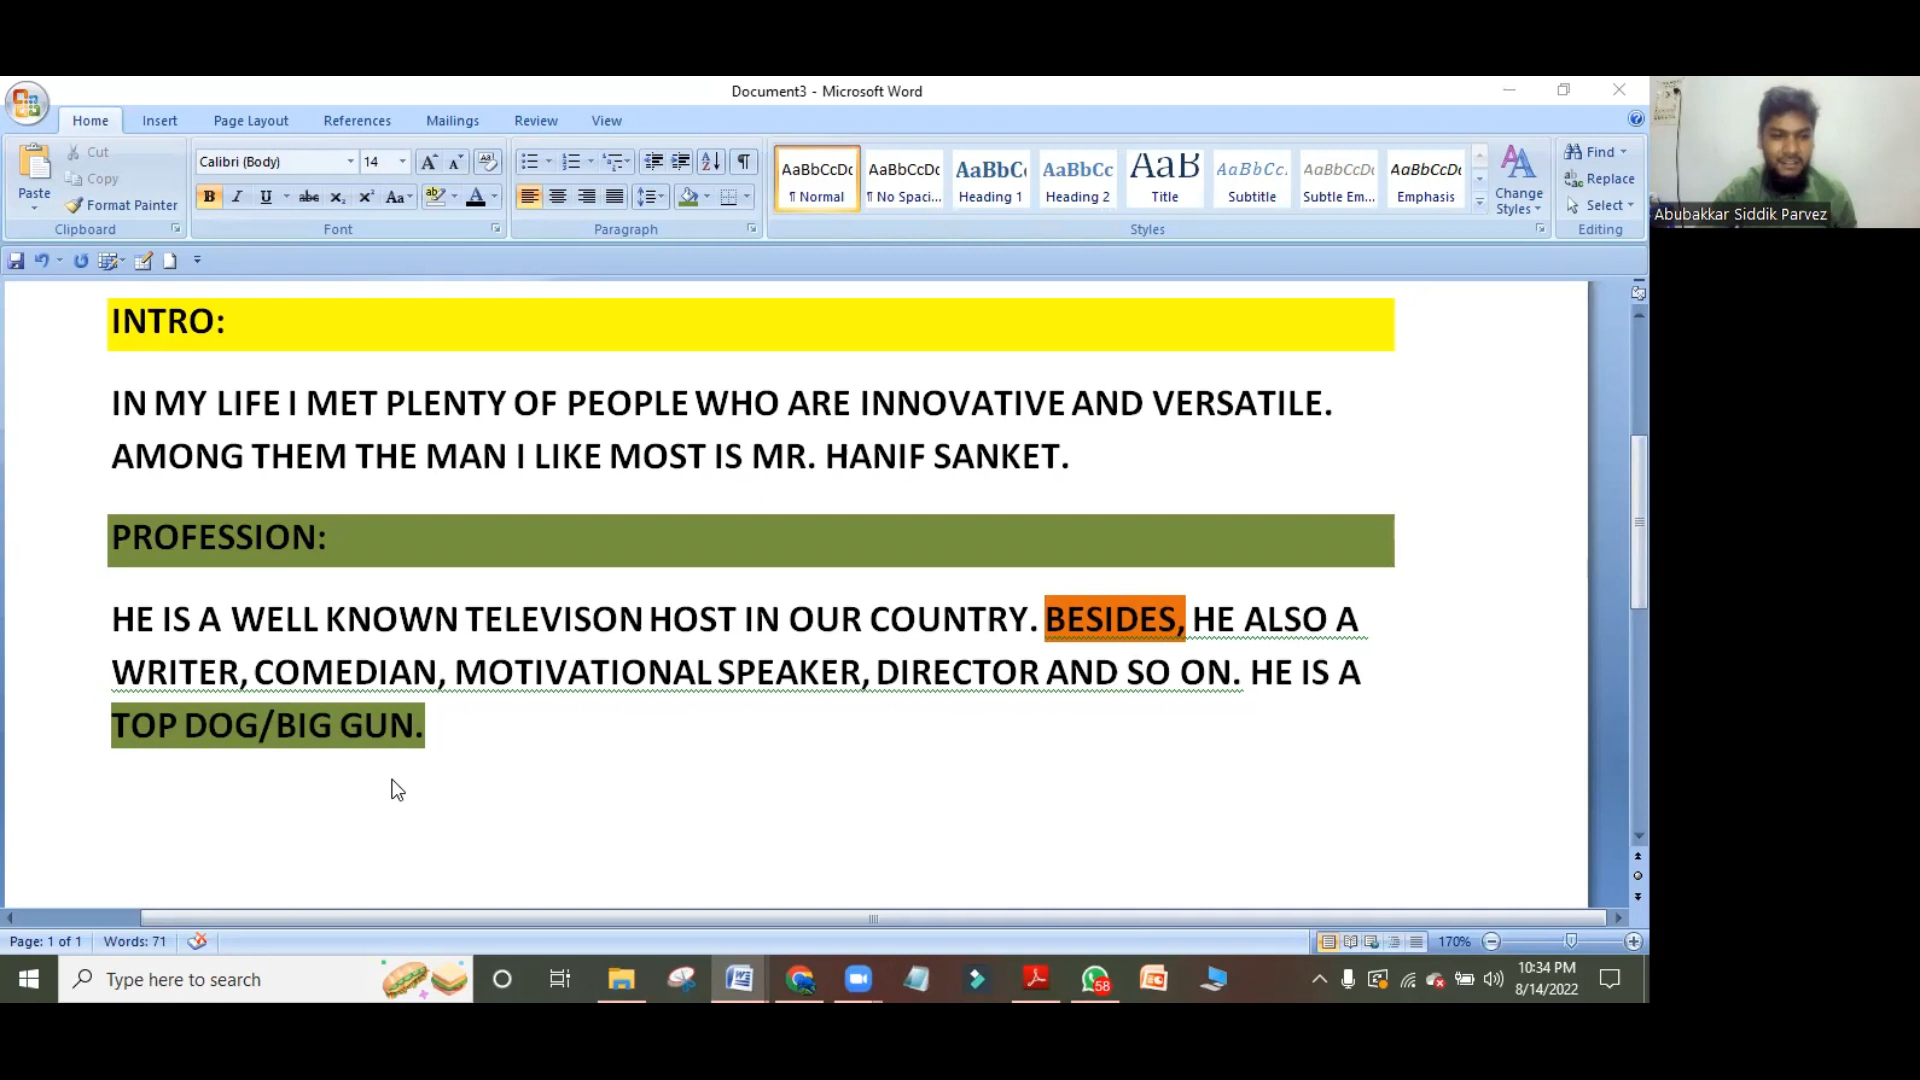 Document3 - Microsoft Word
Home Insert Page Layout References Mailings Review View
Paste
Cut
Copy
Format Painter
Clipboard
Calibri (Body) 14
Font
Paragraph
AaBbCcDc AaBbCcDc AaBbC AaBbCc AaB AaBbCc. AaBbCcDc AaBbCcDc
¶ Normal ¶ No Spaci... Heading 1 Heading 2 Title Subtitle Subtle Em... Emphasis
Change Styles
Styles
Find
Replace
Select
Editing
Abubakkar Siddik Parvez
INTRO:
IN MY LIFE I MET PLENTY OF PEOPLE WHO ARE INNOVATIVE AND VERSATILE.
AMONG THEM THE MAN I LIKE MOST IS MR. HANIF SANKET.
PROFESSION:
HE IS A WELL KNOWN TELEVISON HOST IN OUR COUNTRY. BESIDES, HE ALSO A
WRITER, COMEDIAN, MOTIVATIONAL SPEAKER, DIRECTOR AND SO ON. HE IS A
TOP DOG/BIG GUN.
Page: 1 of 1 Words: 71 170%
Type here to search
58
10:34 PM
8/14/2022